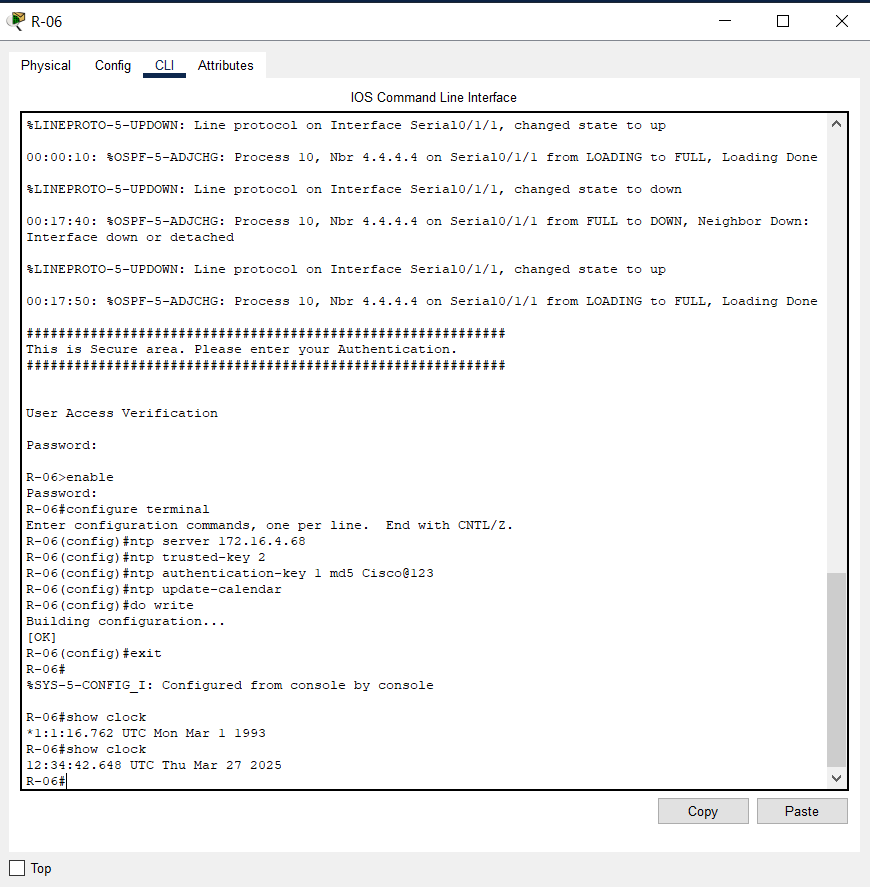 R-06
Physical Config CLI Attributes
IOS Command Line Interface
%LINEPROTO-5-UPDOWN: Line protocol on Interface Serial0/1/1, changed state to up
00:00:10: %OSPF-5-ADJCHG: Process 10, Nbr 4.4.4.4 on Serial0/1/1 from LOADING to FULL, Loading Done
%LINEPROTO-5-UPDOWN: Line protocol on Interface Serial0/1/1, changed state to down
00:17:40: %OSPF-5-ADJCHG: Process 10, Nbr 4.4.4.4 on Serial0/1/1 from FULL to DOWN, Neighbor Down:
Interface down or detached
%LINEPROTO-5-UPDOWN: Line protocol on Interface Serial0/1/1, changed state to up
00:17:50: %OSPF-5-ADJCHG: Process 10, Nbr 4.4.4.4 on Serial0/1/1 from LOADING to FULL, Loading Done
############################################################
This is Secure area. Please enter your Authentication.
############################################################
User Access Verification
Password:
R-06>enable
Password:
R-06#configure terminal
Enter configuration commands, one per line.  End with CNTL/Z.
R-06(config)#ntp server 172.16.4.68
R-06(config)#ntp trusted-key 2
R-06(config)#ntp authentication-key 1 md5 Cisco@123
R-06(config)#ntp update-calendar
R-06(config)#do write
Building configuration...
[OK]
R-06(config)#exit
R-06#
%SYS-5-CONFIG_I: Configured from console by console
R-06#show clock
*1:1:16.762 UTC Mon Mar 1 1993
R-06#show clock
12:34:42.648 UTC Thu Mar 27 2025
R-06#
Copy Paste
Top